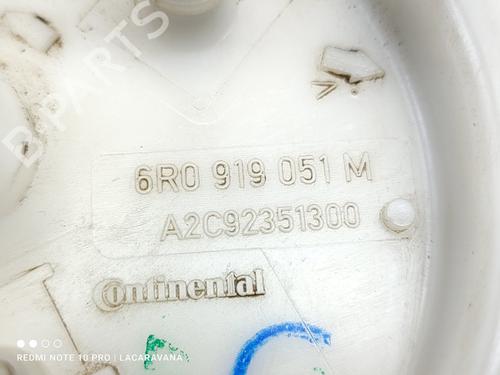 B-PARTS
6R0 919 051 M
A2C92351300
Continental
REDMI NOTE 10 PRO | LACARAVANA